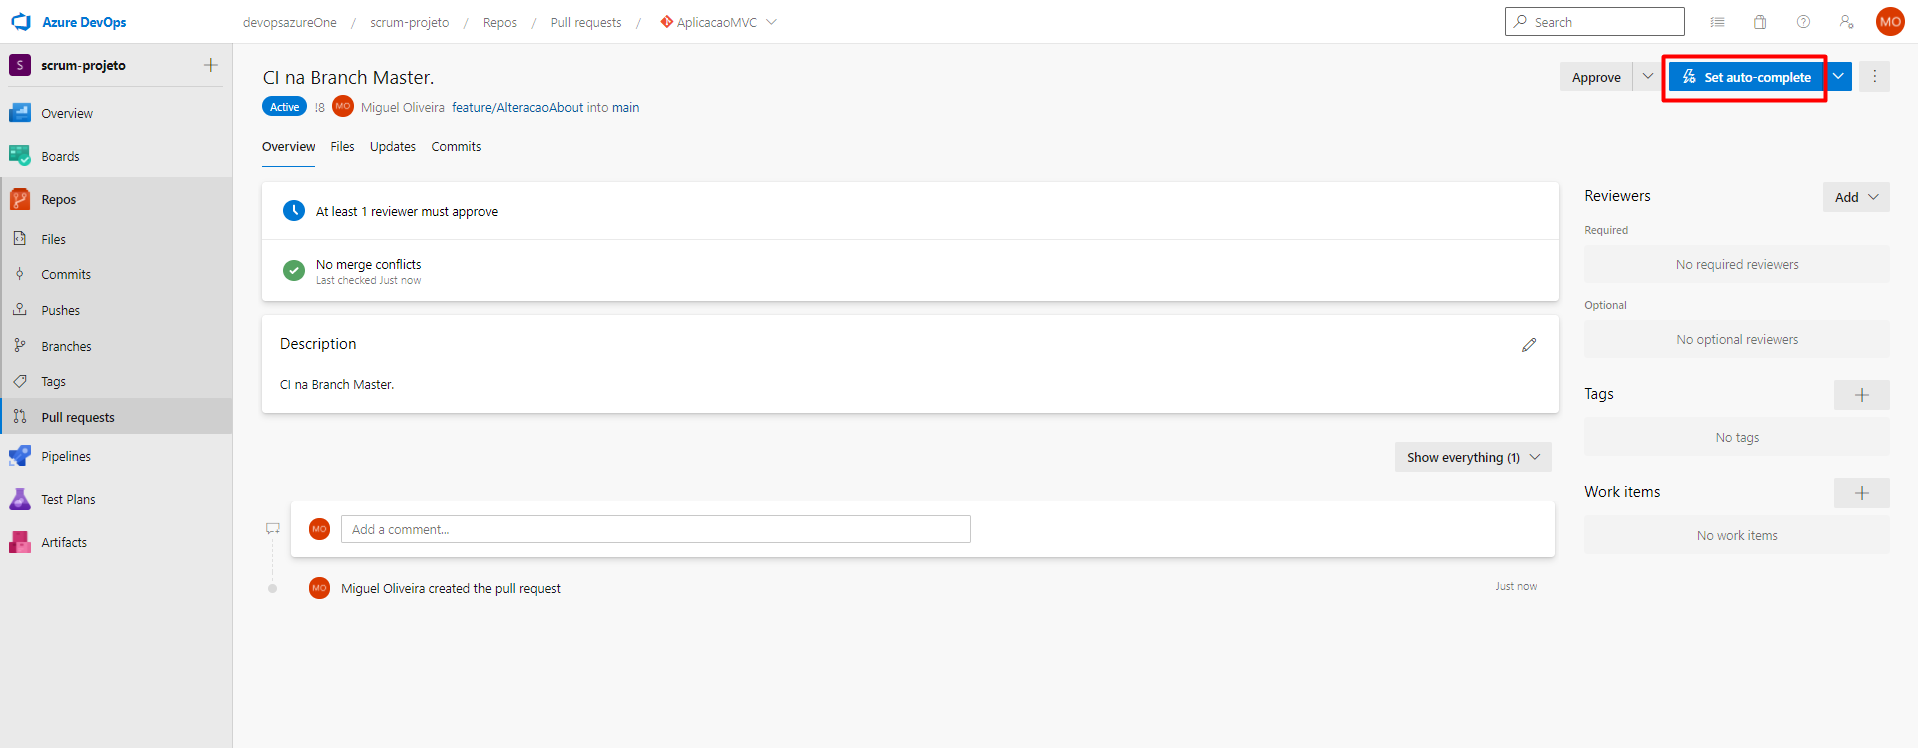 Azure DevOps
devopsazureOne / scrum-projeto / Repos / Pull requests / AplicacaoMVC
Search
MO
S scrum-projeto
Overview
Boards
Repos
Files
Commits
Pushes
Branches
Tags
Pull requests
Pipelines
Test Plans
Artifacts
CI na Branch Master.
Approve
Set auto-complete
Active !8 MO Miguel Oliveira feature/AlteracaoAbout into main
Overview Files Updates Commits
At least 1 reviewer must approve
No merge conflicts
Last checked Just now
Description
CI na Branch Master.
Show everything (1)
MO Add a comment...
MO Miguel Oliveira created the pull request Just now
Reviewers Add
Required
No required reviewers
Optional
No optional reviewers
Tags
No tags
Work items
No work items